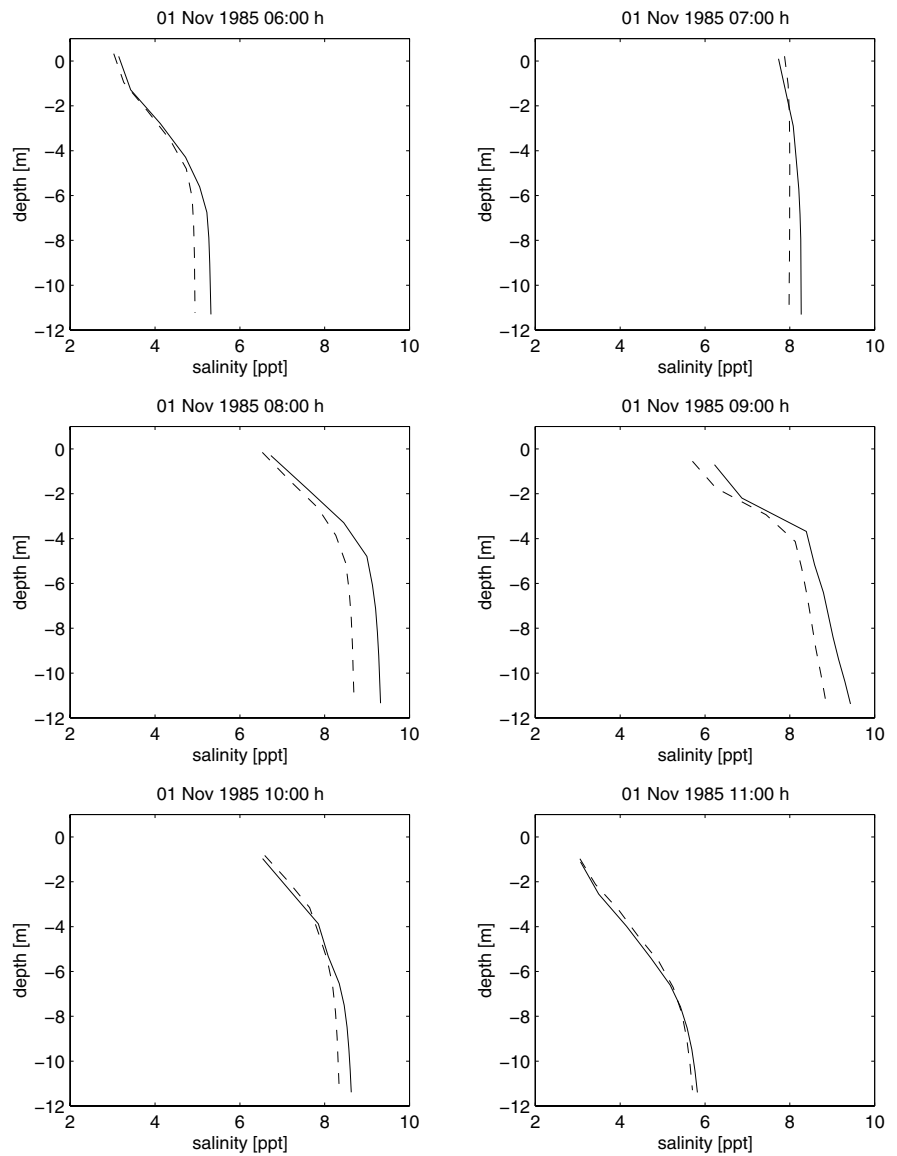 01 Nov 1985 06:00 h
0
−2
−4
−6
−8
−10
−12
depth [m]
2 4 6 8 10
salinity [ppt]
01 Nov 1985 07:00 h
0
−2
−4
−6
−8
−10
−12
depth [m]
2 4 6 8 10
salinity [ppt]
01 Nov 1985 08:00 h
0
−2
−4
−6
−8
−10
−12
depth [m]
2 4 6 8 10
salinity [ppt]
01 Nov 1985 09:00 h
0
−2
−4
−6
−8
−10
−12
depth [m]
2 4 6 8 10
salinity [ppt]
01 Nov 1985 10:00 h
0
−2
−4
−6
−8
−10
−12
depth [m]
2 4 6 8 10
salinity [ppt]
01 Nov 1985 11:00 h
0
−2
−4
−6
−8
−10
−12
depth [m]
2 4 6 8 10
salinity [ppt]